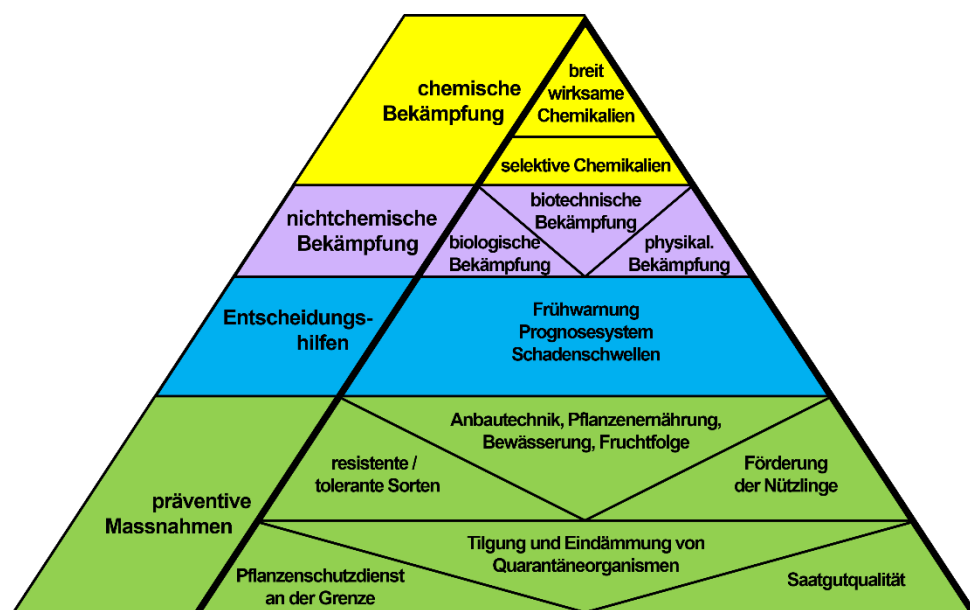 chemische
Bekämpfung
breit
wirksame
Chemikalien
selektive Chemikalien
nichtchemische
Bekämpfung
biotechnische
Bekämpfung
biologische
Bekämpfung
physikal.
Bekämpfung
Entscheidungs-
hilfen
Frühwarnung
Prognosesystem
Schadenschwellen
präventive
Massnahmen
Anbautechnik, Pflanzenernährung,
Bewässerung, Fruchtfolge
resistente /
tolerante Sorten
Förderung
der Nützlinge
Tilgung und Eindämmung von
Quarantäneorganismen
Pflanzenschutzdienst
an der Grenze
Saatgutqualität